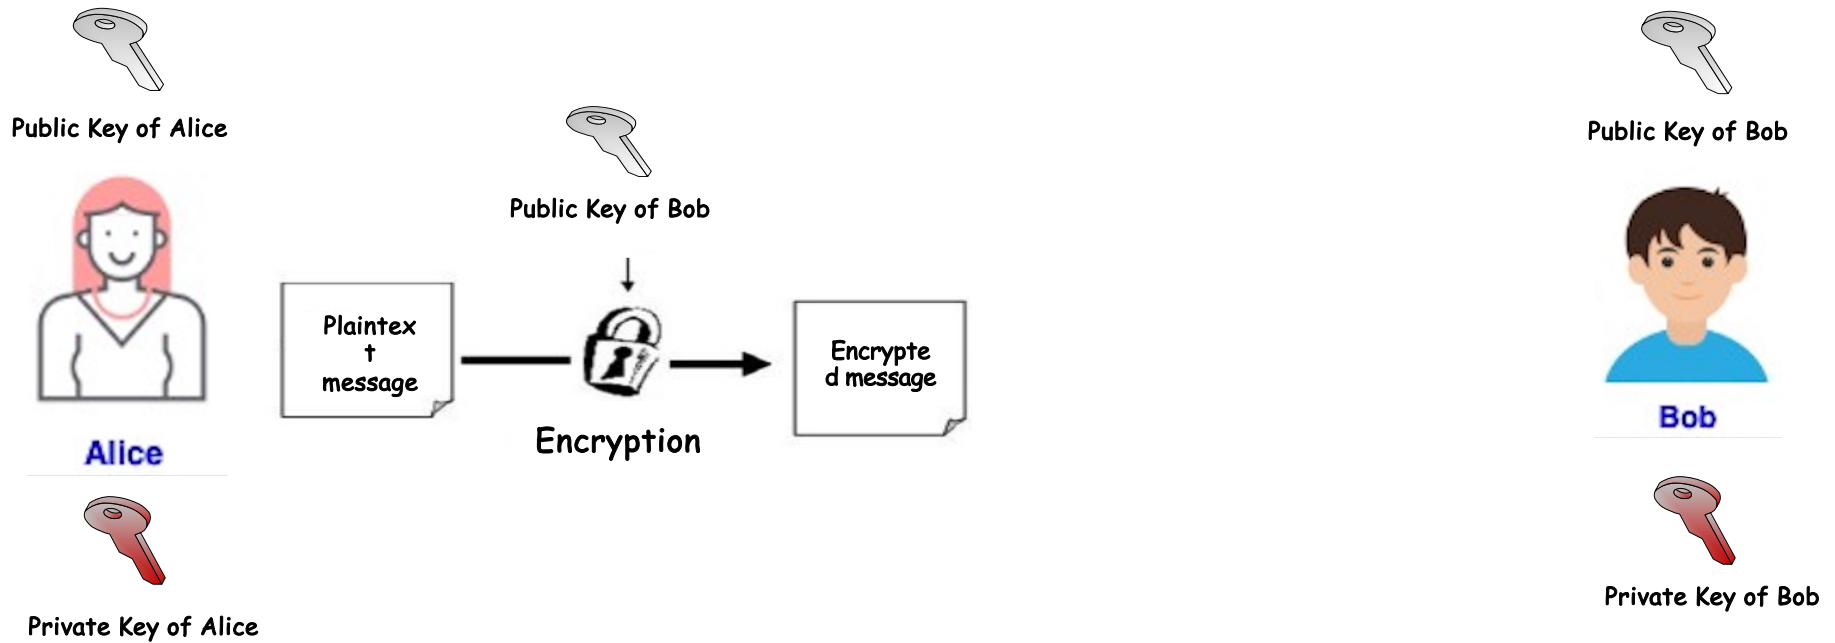 Public Key of Alice
Public Key of Bob
Public Key of Bob
Plaintex
t
message
Encrypte
d message
Encryption
Alice
Bob
Private Key of Alice
Private Key of Bob